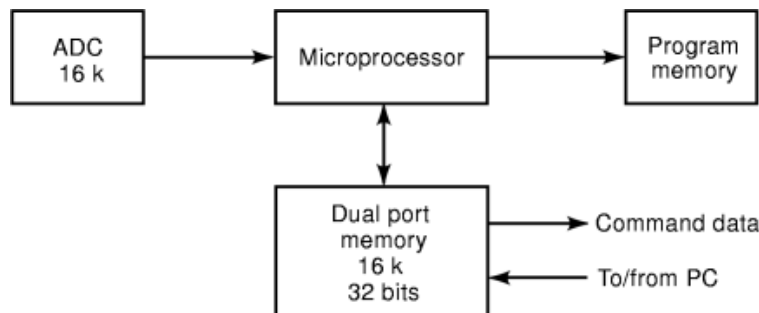 ADC
16 k
Microprocessor
Program
memory
Dual port
memory
16 k
32 bits
Command data
To/from PC